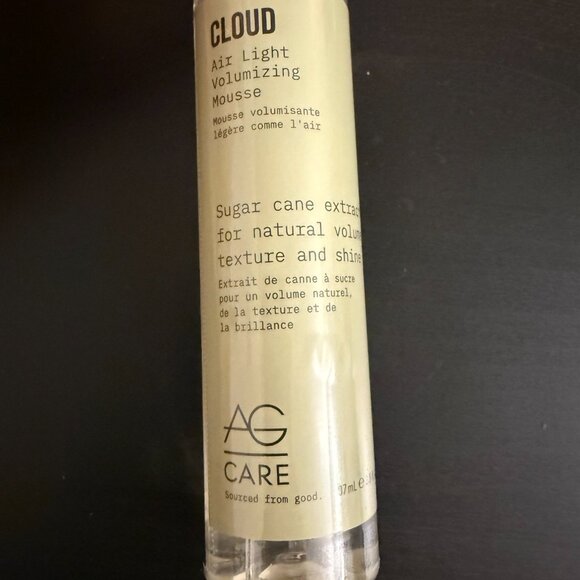 CLOUD
Air Light
Volumizing
Mousse
Mousse volumisante
légère comme l'air
Sugar cane
for natural
texture and shine
Extrait de canne à sucre
pour un volume naturel,
de la texture et de
la brillance
AG
CARE
Sourced from good.